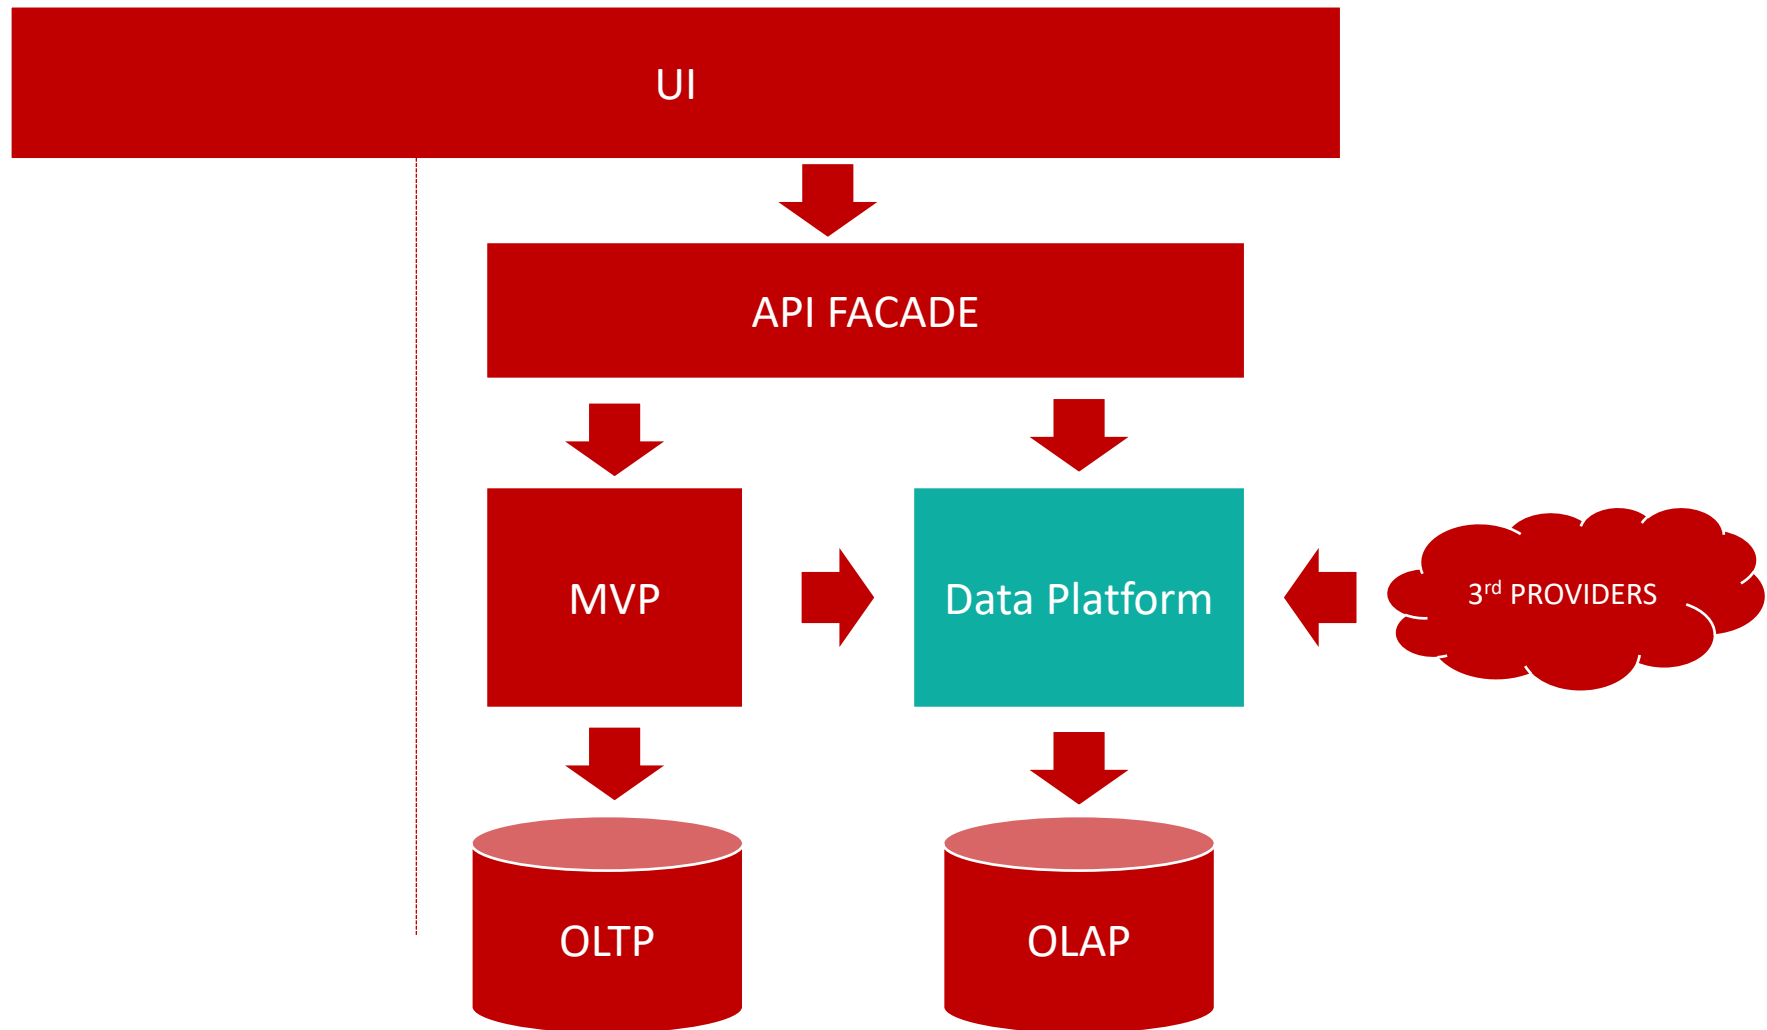 UI
API FACADE
MVP
Data Platform
3rd PROVIDERS
OLTP
OLAP